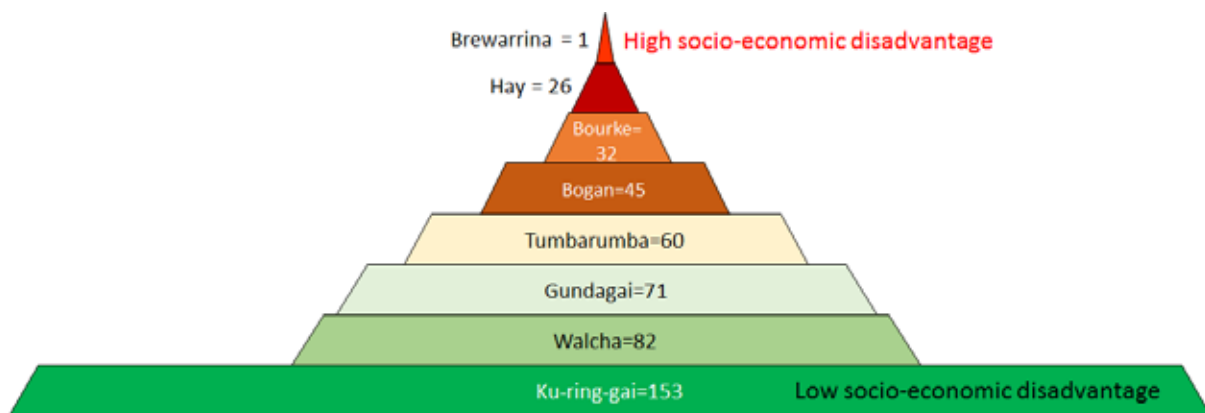 Brewarrina = 1
High socio-economic disadvantage
Hay = 26
Bourke=
32
Bogan=45
Tumbarumba=60
Gundagai=71
Walcha=82
Ku-ring-gai=153
Low socio-economic disadvantage